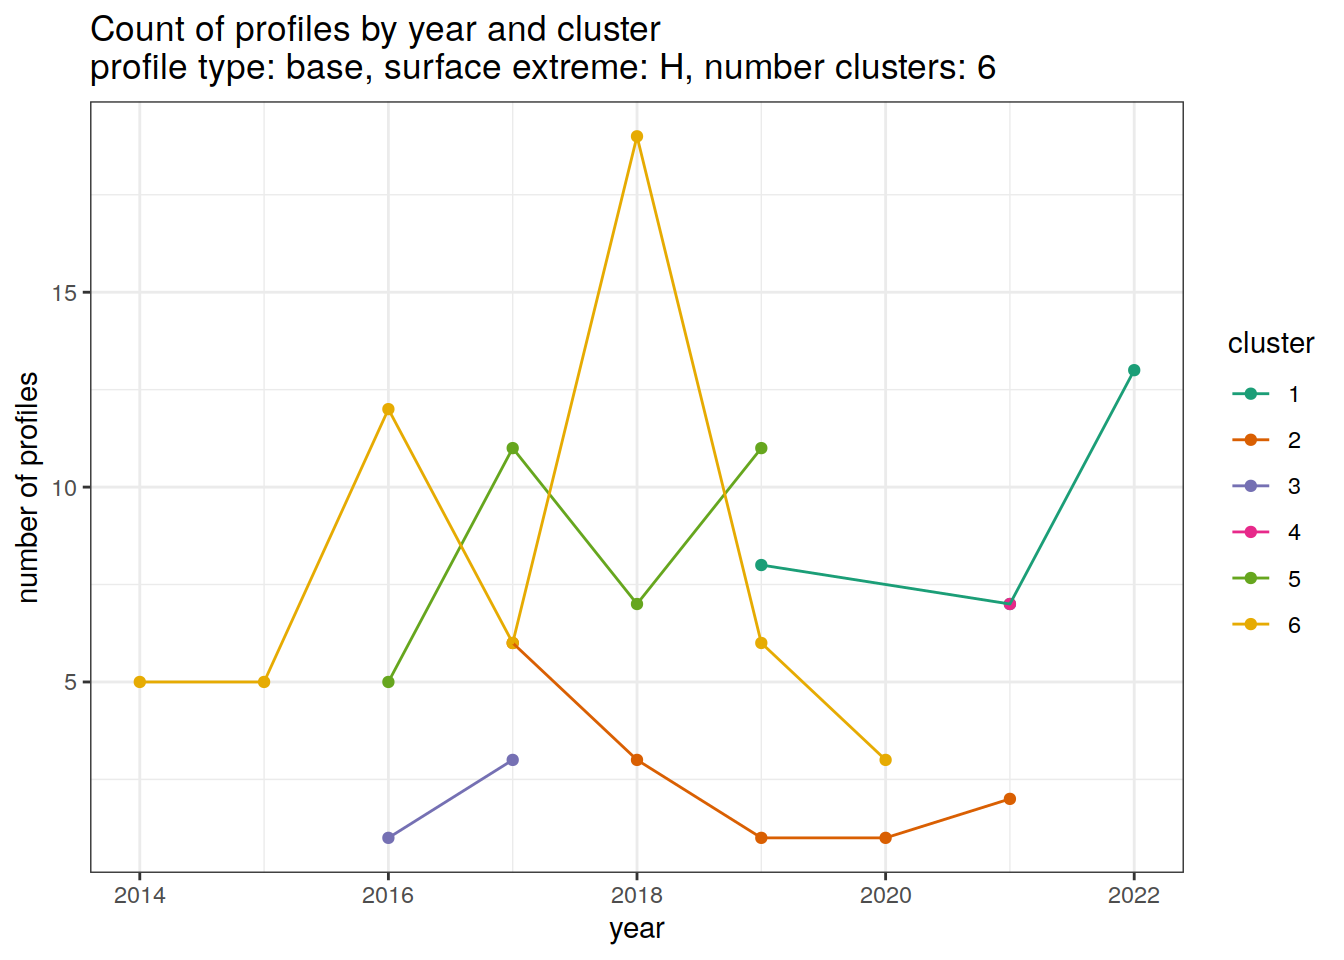 Count of profiles by year and cluster
profile type: base, surface extreme: H, number clusters: 6
number of profiles
15
10
5
2014 2016 2018 2020 2022
year
cluster
1
2
3
4
5
6